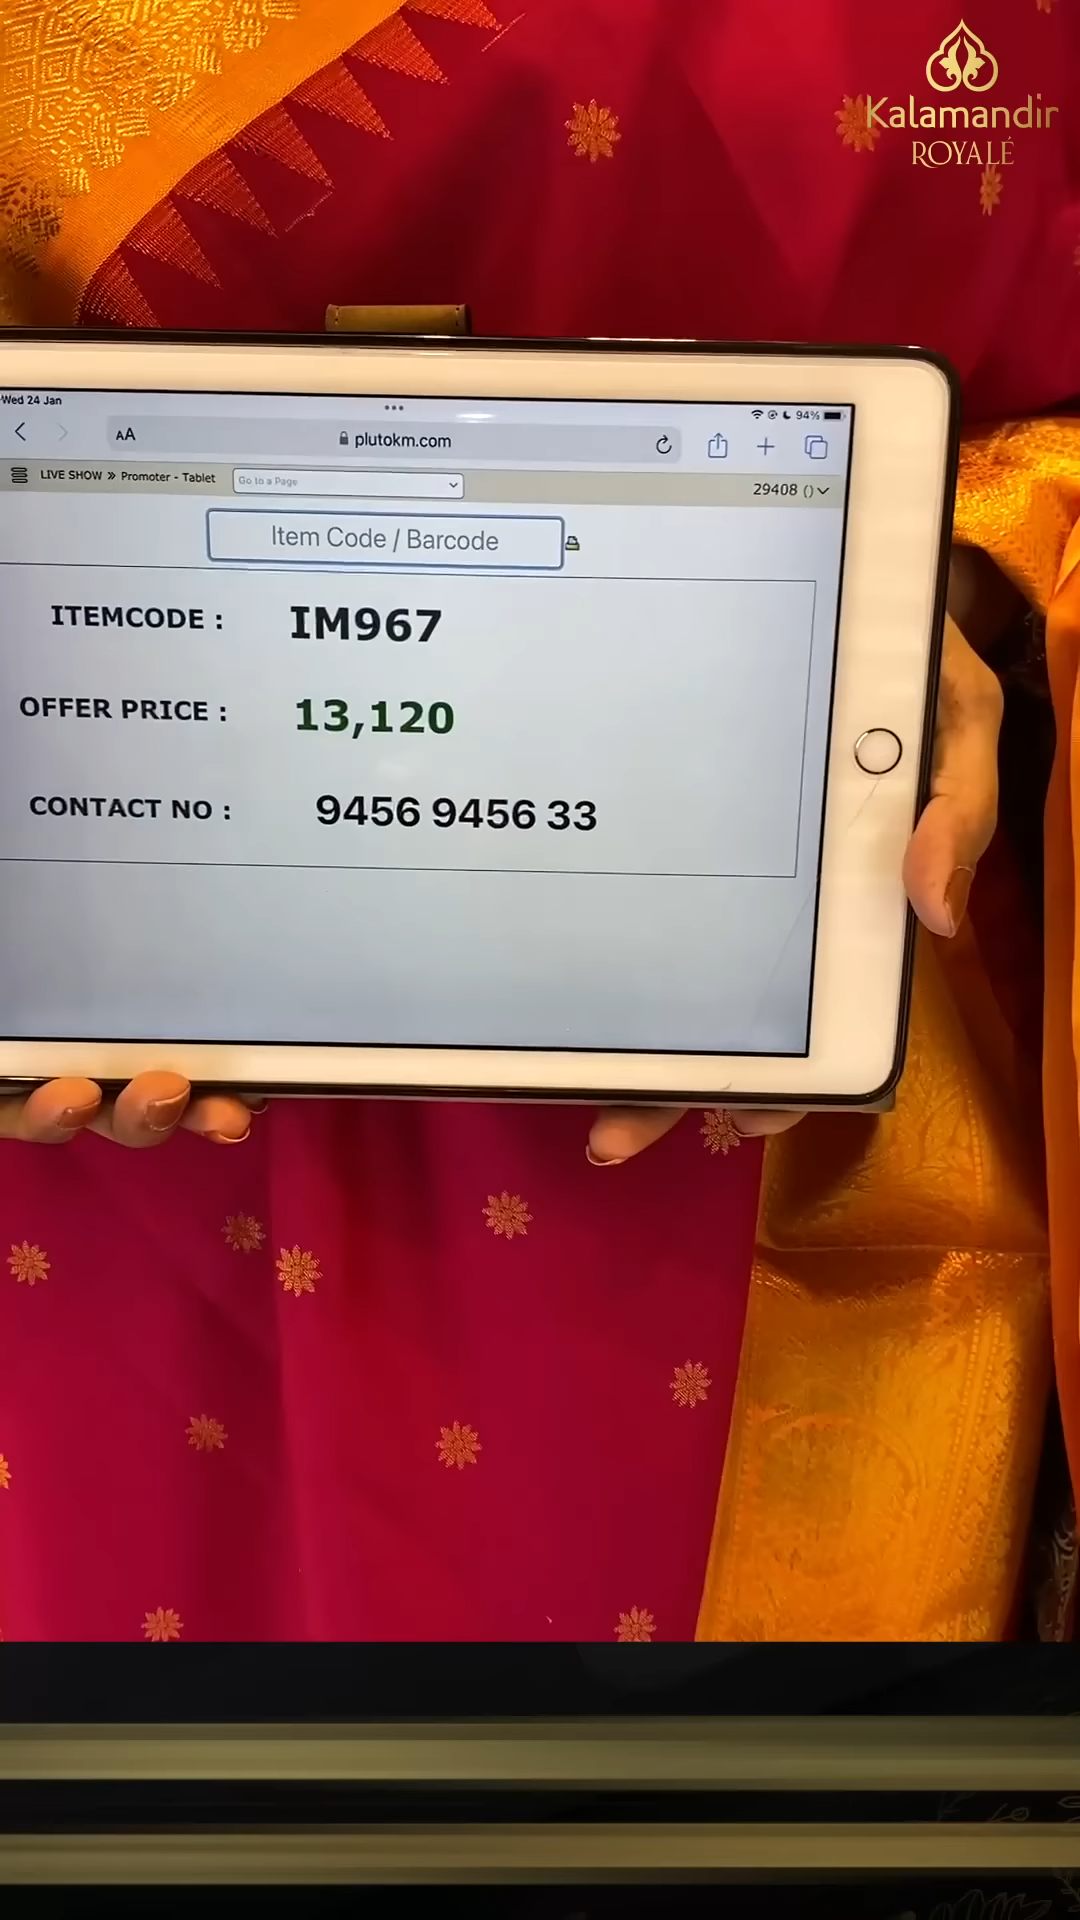 Kalamandir
ROYALÉ
Wed 24 Jan
94%
AA
plutokm.com
LIVE SHOW » Promoter - Tablet
Go to a Page
29408 ()
Item Code / Barcode
ITEMCODE : IM967
OFFER PRICE : 13,120
CONTACT NO : 9456 9456 33